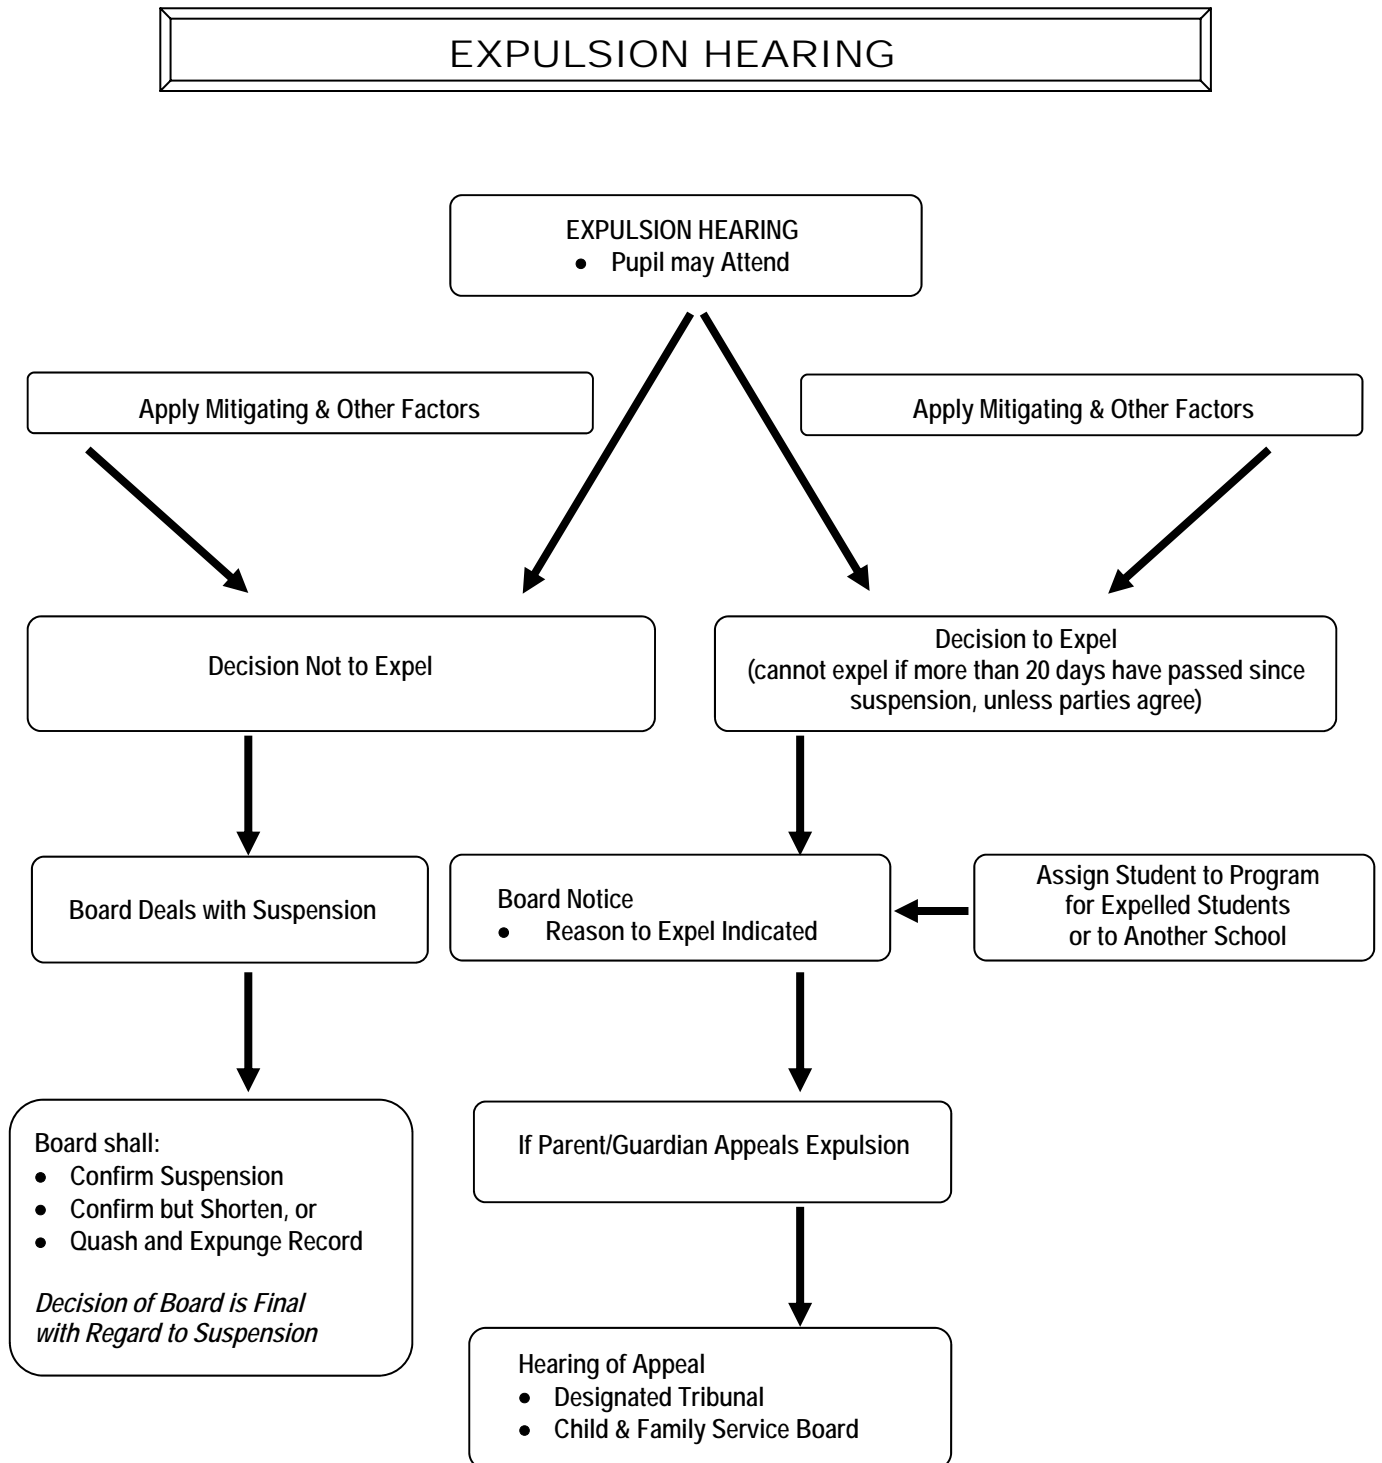 EXPULSION HEARING
EXPULSION HEARING
• Pupil may Attend
Apply Mitigating & Other Factors
Apply Mitigating & Other Factors
Decision Not to Expel
Decision to Expel
(cannot expel if more than 20 days have passed since
suspension, unless parties agree)
Board Deals with Suspension
Board Notice
• Reason to Expel Indicated
Assign Student to Program
for Expelled Students
or to Another School
Board shall:
• Confirm Suspension
• Confirm but Shorten, or
• Quash and Expunge Record
Decision of Board is Final
with Regard to Suspension
If Parent/Guardian Appeals Expulsion
Hearing of Appeal
• Designated Tribunal
• Child & Family Service Board